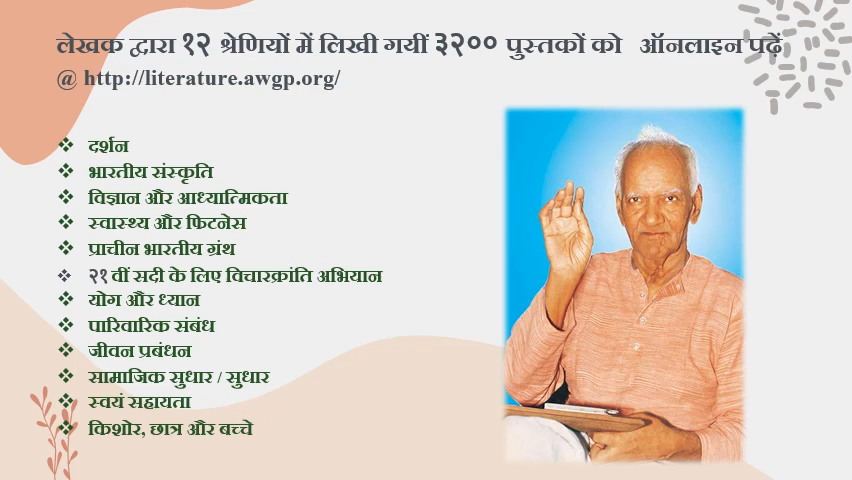 लेखक द्वारा १२ श्रेणियों में लिखी गयीं ३२०० पुस्तकों को ऑनलाइन पढ़ें
@ http://literature.awgp.org/
❖ दर्शन
❖ भारतीय संस्कृति
❖ विज्ञान और आध्यात्मिकता
❖ स्वास्थ्य और फिटनेस
❖ प्राचीन भारतीय ग्रंथ
❖ २१वीं सदी के लिए विचारक्रांति अभियान
❖ योग और ध्यान
❖ पारिवारिक संबंध
❖ जीवन प्रबंधन
❖ सामाजिक सुधार / सुधार
❖ स्वयं सहायता
❖ किशोर, छात्र और बच्चे